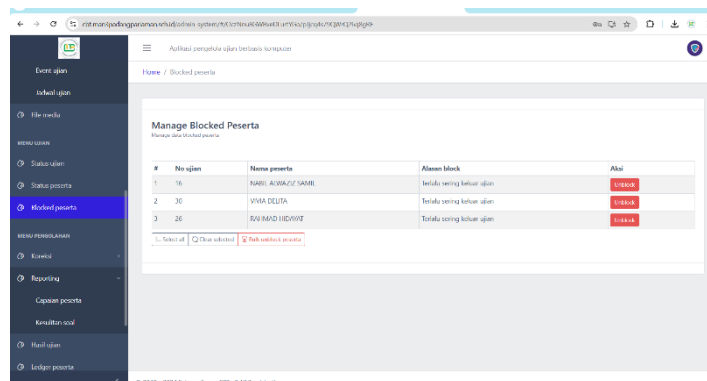 Aplikasi pengelola ujian berbasis komputer
Home / Blocked peserta
Event ujian
Jadwal ujian
File media
MENU UJIAN
Status ujian
Status peserta
Blocked peserta
MENU PENGOLAHAN
Koreksi
Reporting
Capaian peserta
Kesulitan soal
Hasil ujian
Ledger peserta
Manage Blocked Peserta
Manage data blocked peserta
# No ujian Nama peserta Alasan block Aksi
1 16 NABIL ALWAZIZ SAMIL Terlalu sering keluar ujian Unblock
2 30 VIVIA DELITA Terlalu sering keluar ujian Unblock
3 26 RAHMAD HIDAYAT Terlalu sering keluar ujian Unblock
Select all Clear selected Bulk unblock peserta